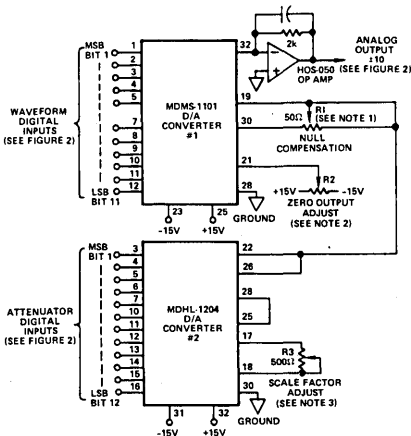 MSB
BIT 1
1
2
3
4
5
7
8
9
10
11
12
LSB
BIT 11
WAVEFORM
DIGITAL
INPUTS
(SEE FIGURE 2)
MDMS-1101
D/A
CONVERTER
#1
32
2k
HOS-050
OP AMP
ANALOG
OUTPUT
±10
(SEE FIGURE 2)
19
50Ω
R1
(SEE NOTE 1)
30
NULL
COMPENSATION
21
R2
+15V
-15V
ZERO OUTPUT
ADJUST
(SEE NOTE 2)
28
GROUND
23
25
-15V
+15V
MSB
BIT 1
3
4
5
6
7
10
11
12
13
14
15
16
LSB
BIT 12
ATTENUATOR
DIGITAL
INPUTS
(SEE FIGURE 2)
MDHL-1204
D/A
CONVERTER
#2
22
26
28
25
17
R3
500Ω
18
SCALE FACTOR
ADJUST
(SEE NOTE 3)
30
GROUND
31
32
-15V
+15V